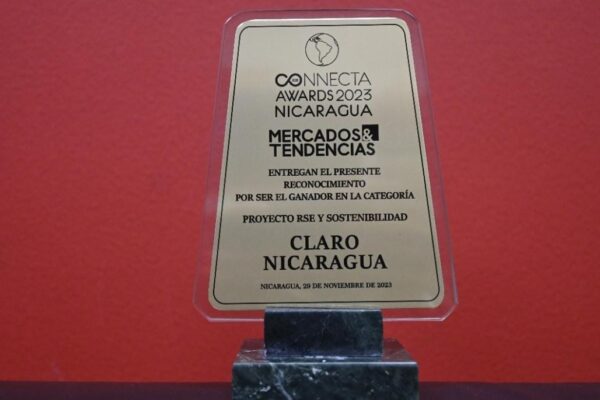 CONNECTA
AWARDS 2023
NICARAGUA
MERCADOS&
TENDENCIAS
ENTREGAN EL PRESENTE
RECONOCIMIENTO
POR SER EL GANADOR EN LA CATEGORÍA
PROYECTO RSE Y SOSTENIBILIDAD
CLARO
NICARAGUA
NICARAGUA, 29 DE NOVIEMBRE DE 2023